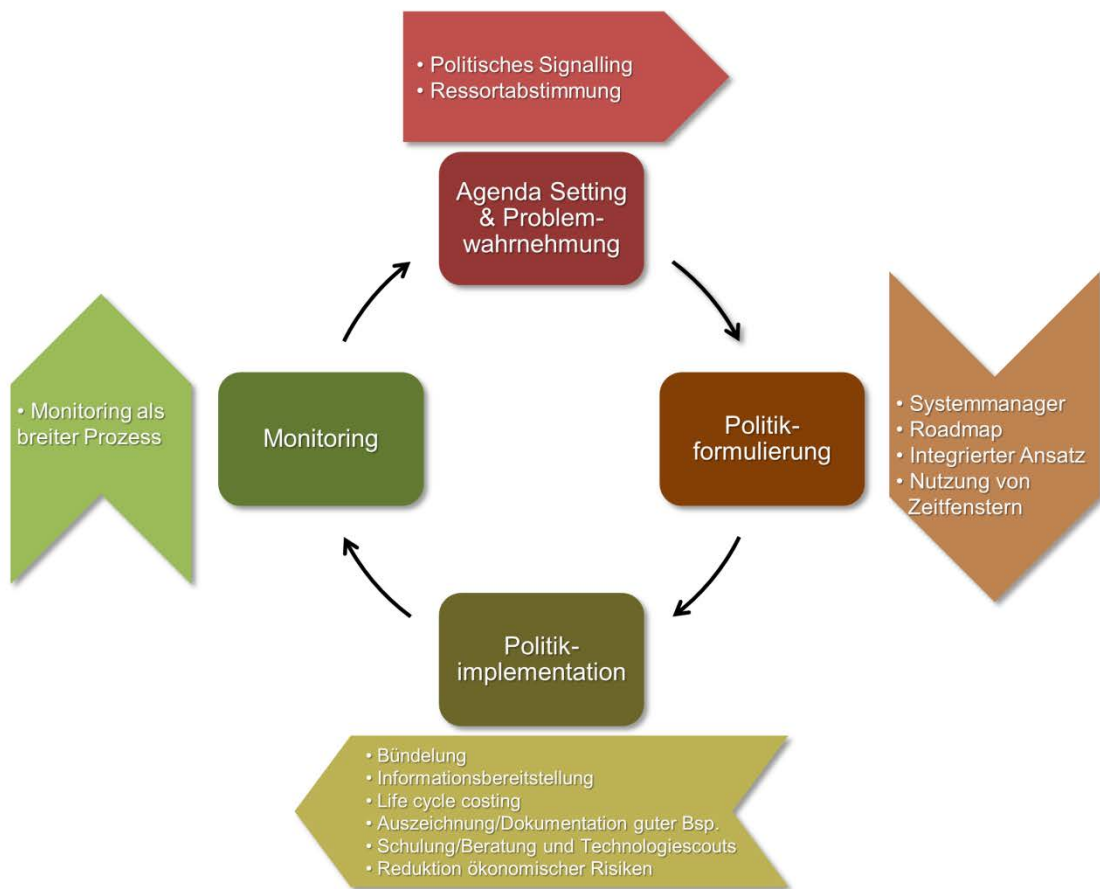 • Politisches Signalling
• Ressortabstimmung
Agenda Setting
& Problem-
wahrnehmung
• Systemmanager
• Roadmap
• Integrierter Ansatz
• Nutzung von
Zeitfenstern
Politik-
formulierung
Politik-
implementation
• Bündelung
• Informationsbereitstellung
• Life cycle costing
• Auszeichnung/Dokumentation guter Bsp.
• Schulung/Beratung und Technologiescouts
• Reduktion ökonomischer Risiken
Monitoring
• Monitoring als
breiter Prozess